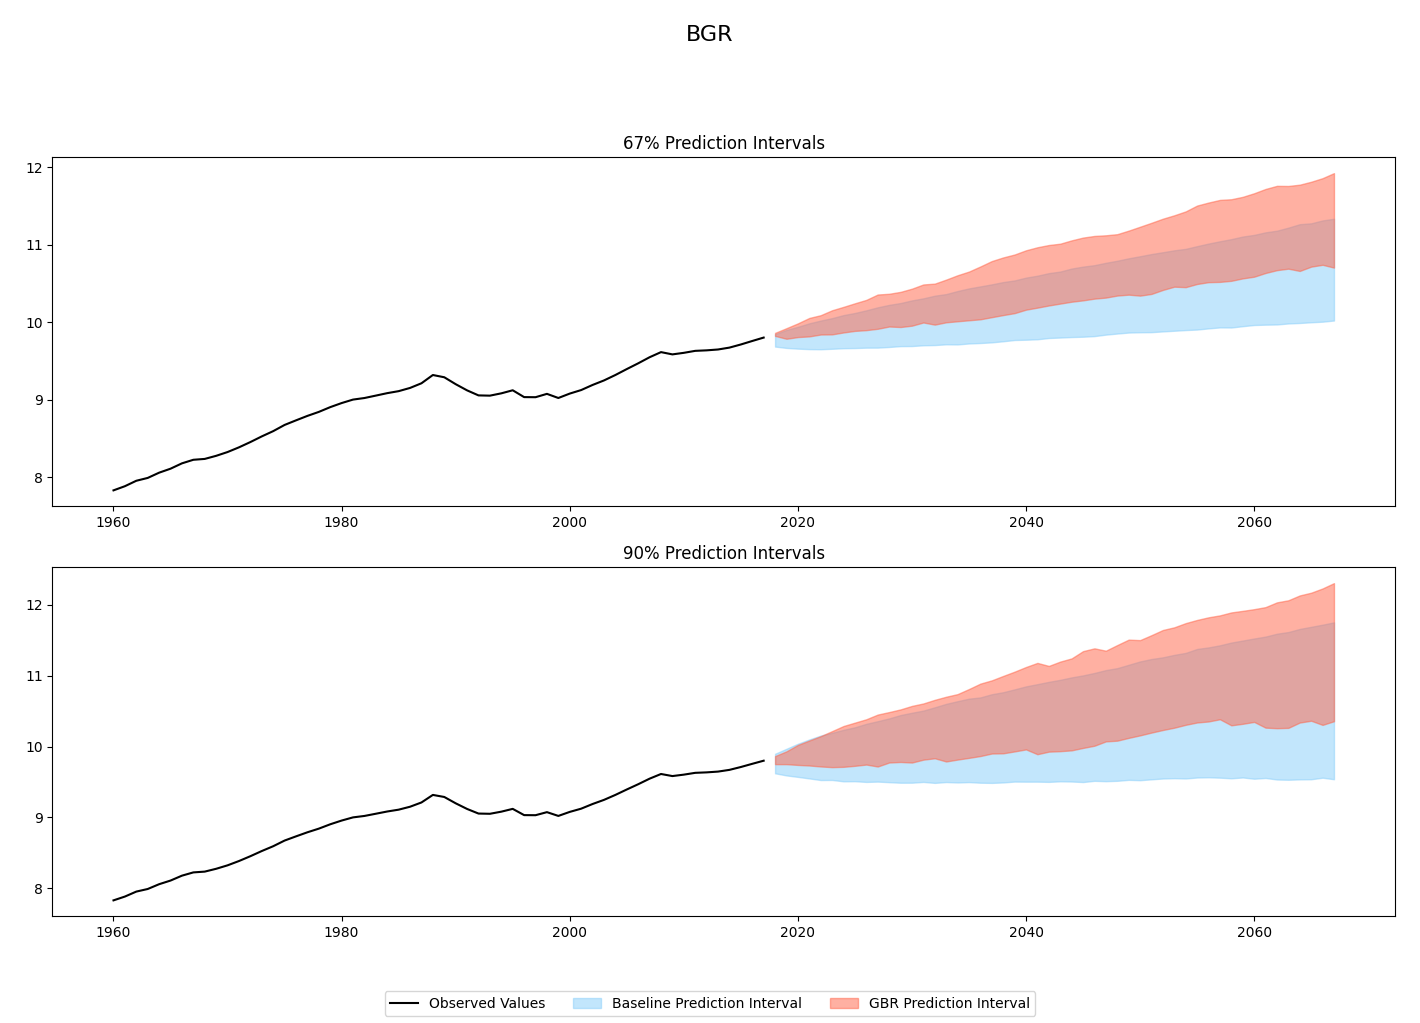 BGR
67% Prediction Intervals
12
11
10
9
8
1960 1980 2000 2020 2040 2060
90% Prediction Intervals
12
11
10
9
8
1960 1980 2000 2020 2040 2060
Observed Values Baseline Prediction Interval GBR Prediction Interval